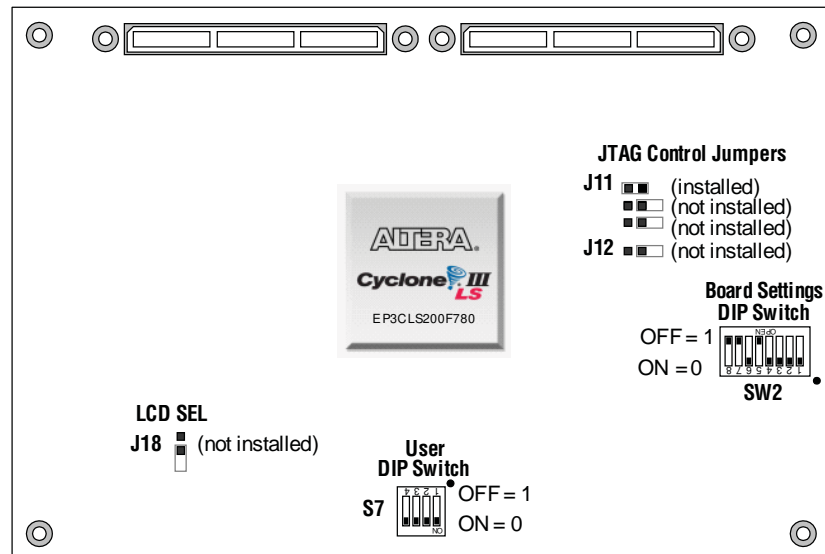 JTAG Control Jumpers
J11 (installed)
(not installed)
(not installed)
J12 (not installed)
ALTERA.
Cyclone III
LS
EP3CLS200F780
Board Settings
DIP Switch
OFF = 1
ON = 0
OPEN
8 7 6 5 4 3 2 1
SW2
LCD SEL
J18 (not installed)
User
DIP Switch
S7
4 3 2 1
OFF = 1
ON = 0
ON